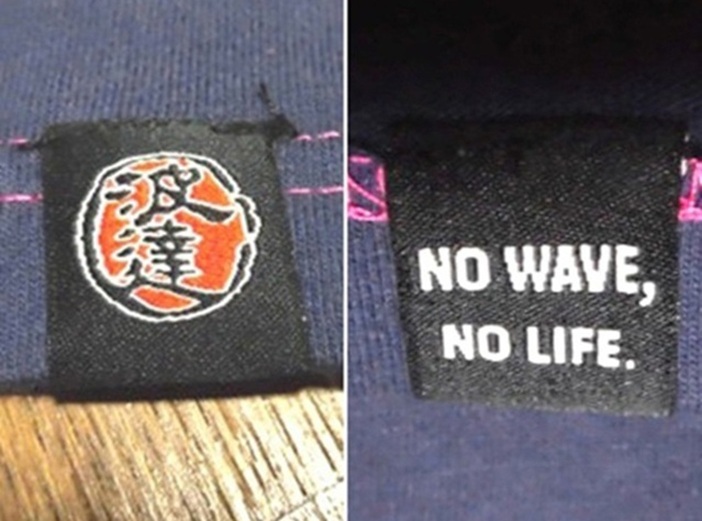 波
達
NO WAVE,
NO LIFE.